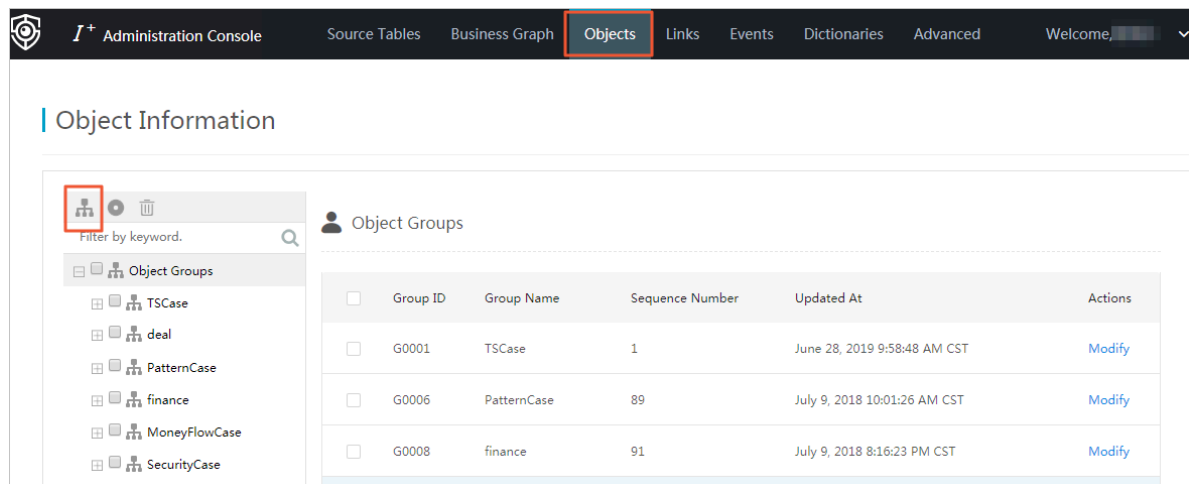 I+ Administration Console Source Tables Business Graph Objects Links Events Dictionaries Advanced Welcome,
Object Information
Filter by keyword.
Object Groups
TSCase
deal
PatternCase
finance
MoneyFlowCase
SecurityCase
Object Groups
Group ID Group Name Sequence Number Updated At Actions
G0001 TSCase 1 June 28, 2019 9:58:48 AM CST Modify
G0006 PatternCase 89 July 9, 2018 10:01:26 AM CST Modify
G0008 finance 91 July 9, 2018 8:16:23 PM CST Modify